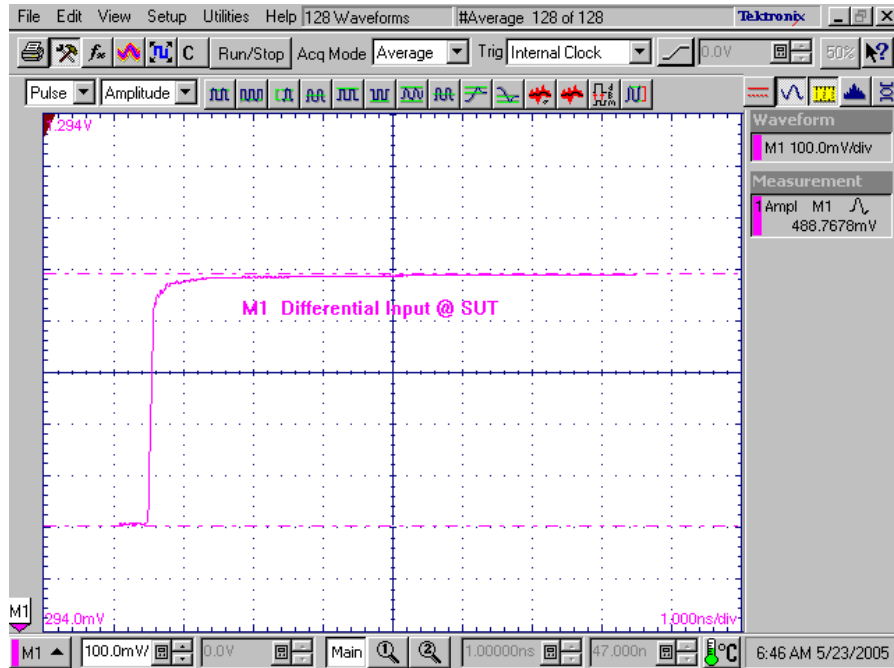 File Edit View Setup Utilities Help 128 Waveforms #Average 128 of 128 Tektronix
C Run/Stop Acq Mode Average Trig Internal Clock 0.0V 50%
Pulse Amplitude
1.294V
Waveform
M1 100.0mV/div
Measurement
1 Ampl M1
488.7678mV
M1 Differential Input @ SUT
M1
294.0mV
1.000ns/div
M1 100.0mV/ 0.0V Main 1 2 1.00000ns 47.000n °C 6:46 AM 5/23/2005